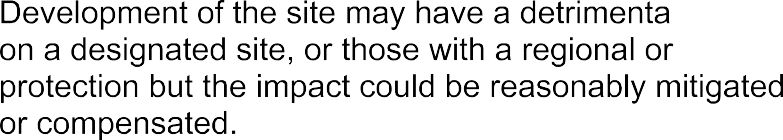 Development of the site may have a detrimenta
on a designated site, or those with a regional or
protection but the impact could be reasonably mitigated
or compensated.